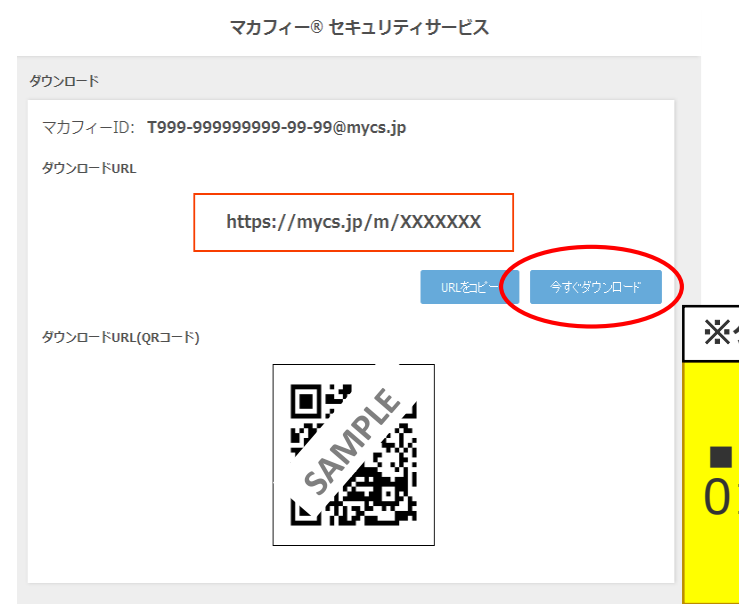 マカフィー® セキュリティサービス
ダウンロード
マカフィーID: T999-999999999-99-99@mycs.jp
ダウンロードURL
https://mycs.jp/m/XXXXXXX
URLをコピー 今すぐダウンロード
※
ダウンロードURL(QRコード)
SAMPLE
■
0